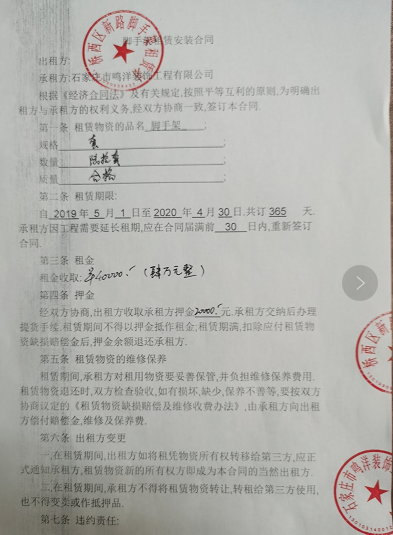 脚手架租赁安装合同
出租方:
承租方:石家庄市鸣洋装饰工程有限公司
根据《经济合同法》及有关规定,按照平等互利的原则,为明确出
租方与承租方的权利义务,经双方协商一致,签订本合同.
第一条 租赁物资的品名 脚手架 ;
规格 ;
数量 ;
质量 合格 ;
第二条 租赁期限:
自 2019 年 5 月 1 日至 2020 年 4 月 30 日.共订 365 天.
承租方因工程需要延长租期,应在合同届满前 30 日内,重新签订
合同.
第三条 租金
租金收取:¥40000.- (肆万元整)
第四条 押金
经双方协商,出租方收取承租方押金20000.-元.承租方交纳后办理
提货手续.租赁期间不得以押金抵作租金;租赁期满,扣除应付租赁物
资缺损赔偿金后,押金余额退还承租方.
第五条 租赁物资的维修保养
租赁期间,承租方对租用物资要妥善保管,并负担维修保养费用.
租赁物资退还时,双方检查验收,如有损坏,缺少,保养不善等,要按双方
协商议定的《租赁物资缺损赔偿及维修收费办法》,由承租方向出租
方偿付赔偿金,维修及保养费.
第六条 出租方变更
一,在租赁期间,出租方如将租凭物资所有权转移给第三方,应正
式通知承租方,租赁物资新的所有权方即成为本合同的当然出租方.
二,在租赁期间,承租方不得将租赁物资转让,转租给第三方使用,
也不得变卖或作抵押品.
第七条 违约责任: